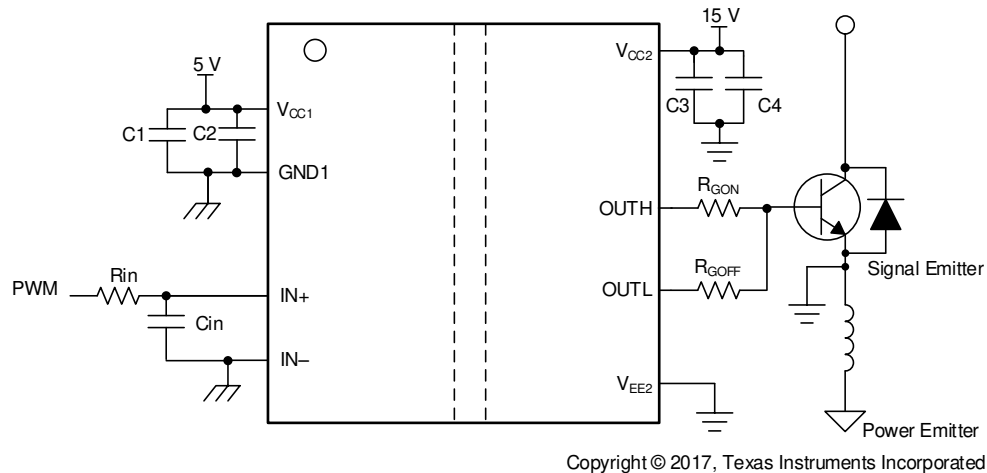 15 V
V_CC2
5 V
C3
C4
V_CC1
C1
C2
GND1
R_GON
OUTH
R_GOFF
Signal Emitter
Rin
PWM
OUTL
IN+
Cin
IN–
V_EE2
Power Emitter
Copyright © 2017, Texas Instruments Incorporated